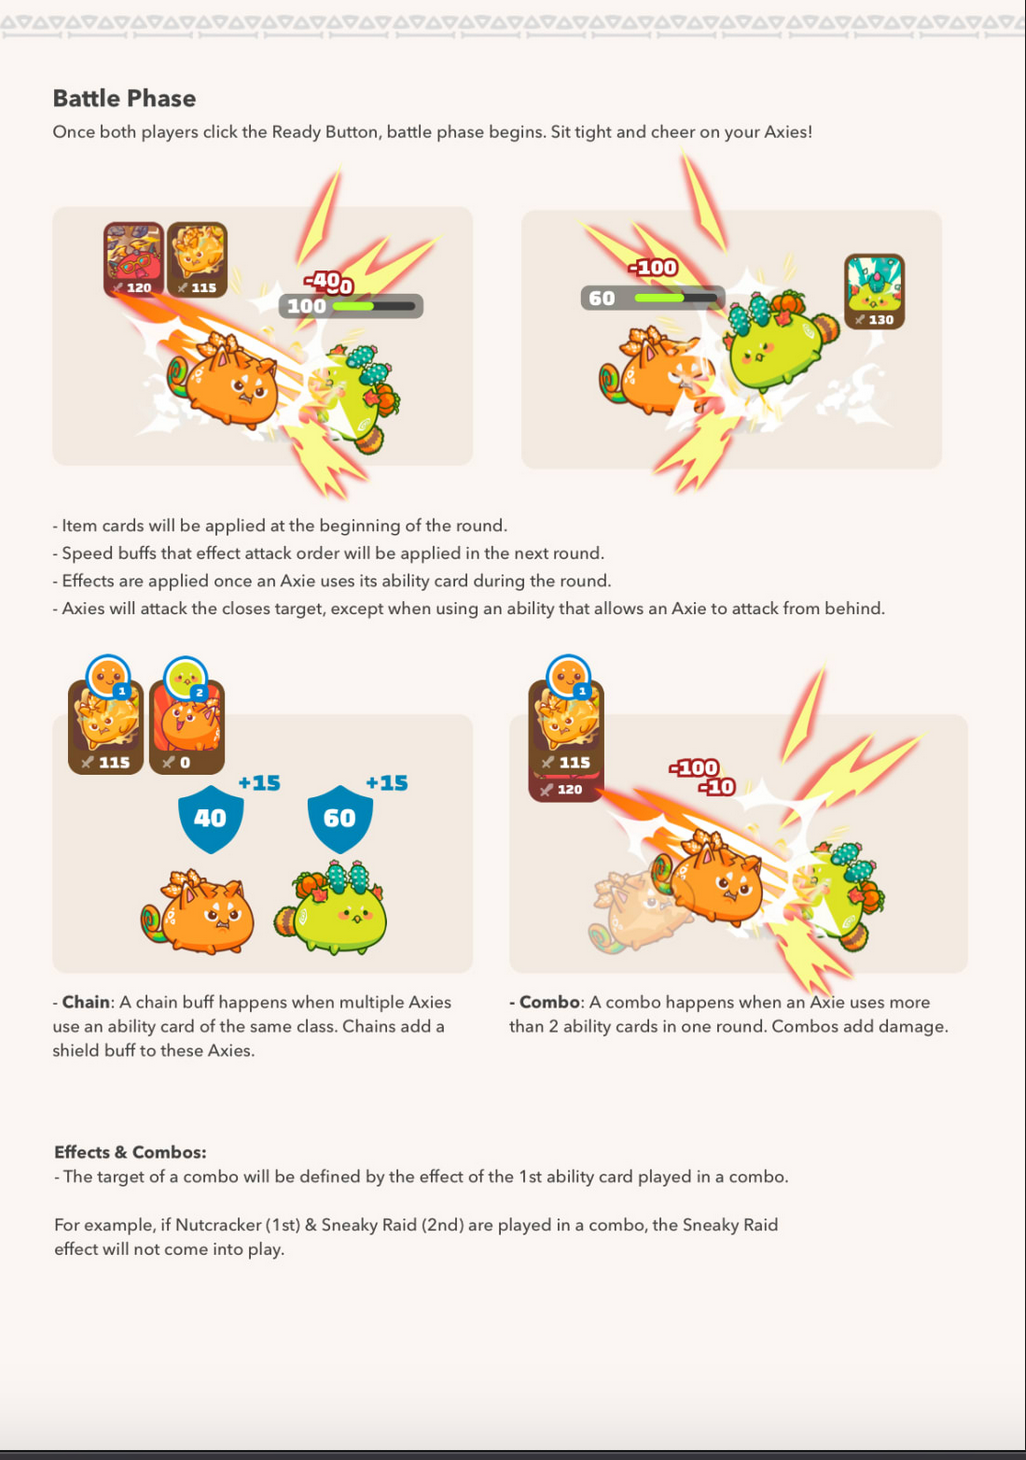 Battle Phase
Once both players click the Ready Button, battle phase begins. Sit tight and cheer on your Axies!
120
115
100
-100
60
130
- Item cards will be applied at the beginning of the round.
- Speed buffs that effect attack order will be applied in the next round.
- Effects are applied once an Axie uses its ability card during the round.
- Axies will attack the closes target, except when using an ability that allows an Axie to attack from behind.
1
2
115
0
+15
+15
40
60
1
115
120
-100
-10
- Chain: A chain buff happens when multiple Axies
use an ability card of the same class. Chains add a
shield buff to these Axies.
- Combo: A combo happens when an Axie uses more
than 2 ability cards in one round. Combos add damage.
Effects & Combos:
- The target of a combo will be defined by the effect of the 1st ability card played in a combo.
For example, if Nutcracker (1st) & Sneaky Raid (2nd) are played in a combo, the Sneaky Raid
effect will not come into play.